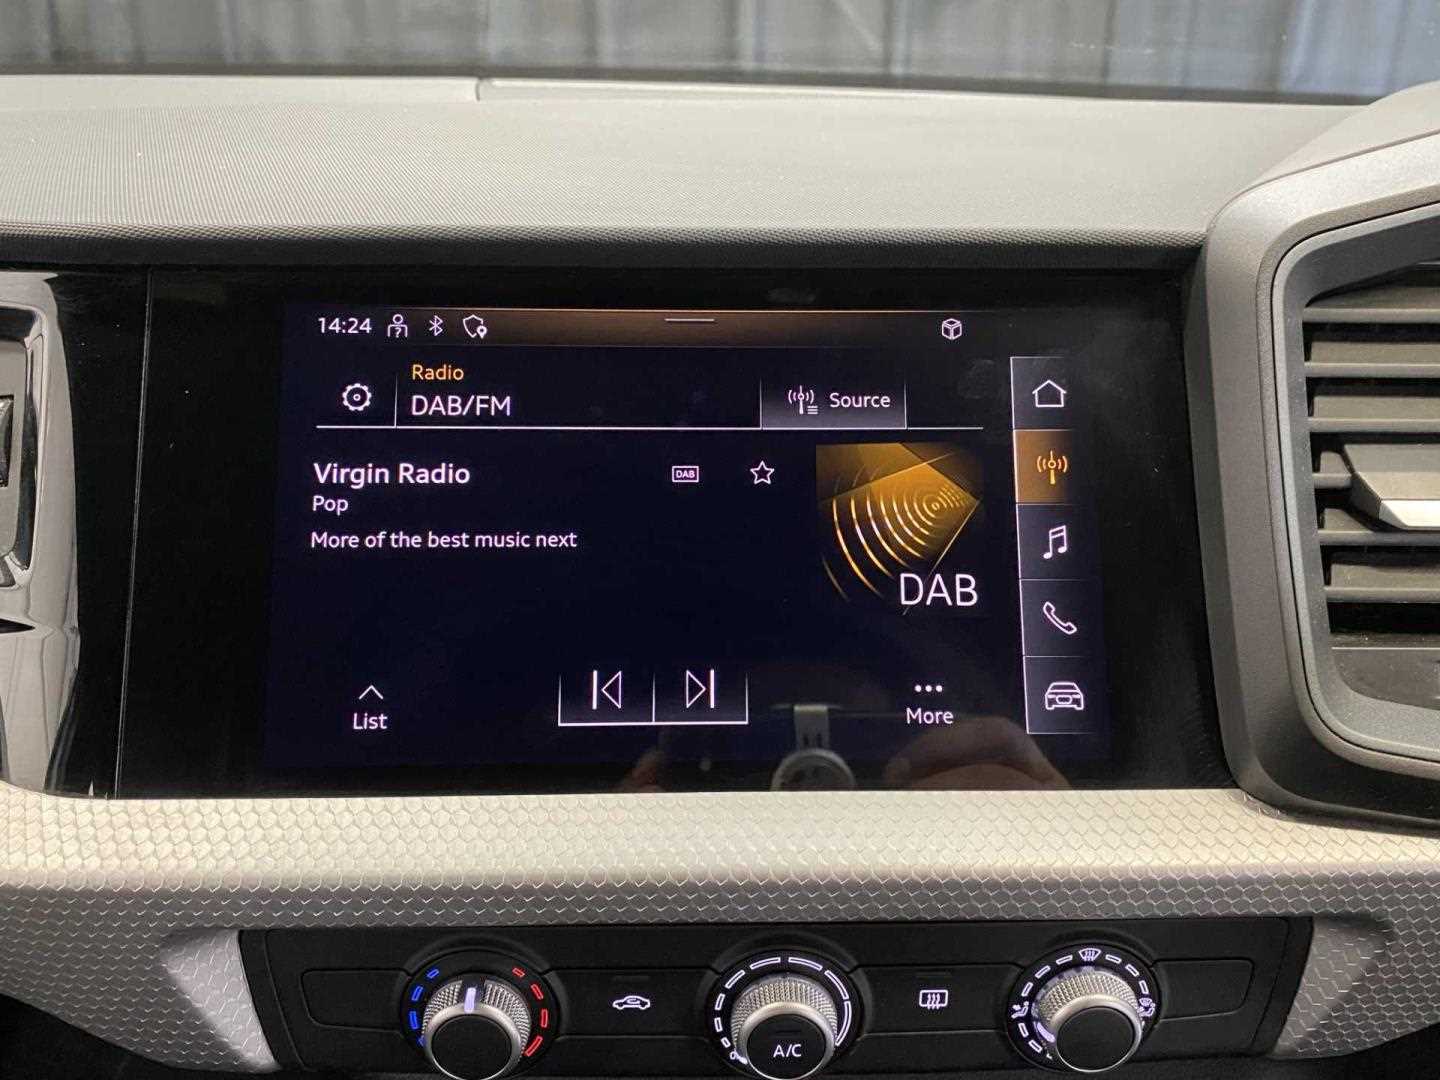 14:24
Radio
DAB/FM
Source
Virgin Radio
DAB
Pop
More of the best music next
DAB
List
More
A/C